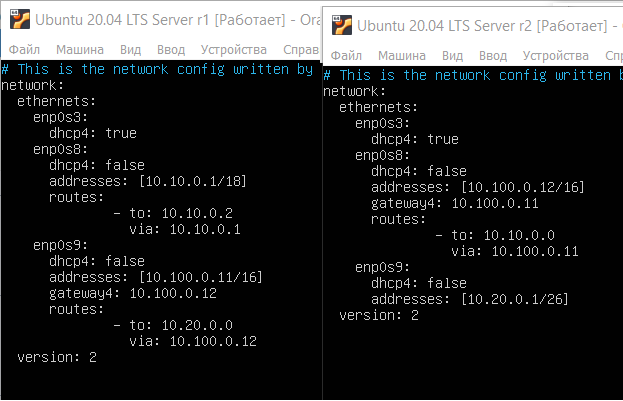 Ubuntu 20.04 LTS Server r1 [Работает] - Ora
Файл Машина Вид Ввод Устройства Справ
# This is the network config written by
network:
  ethernets:
    enp0s3:
      dhcp4: true
    enp0s8:
      dhcp4: false
      addresses: [10.10.0.1/18]
      routes:
              - to: 10.10.0.2
                via: 10.10.0.1
    enp0s9:
      dhcp4: false
      addresses: [10.100.0.11/16]
      gateway4: 10.100.0.12
      routes:
              - to: 10.20.0.0
                via: 10.100.0.12
  version: 2
Ubuntu 20.04 LTS Server r2 [Работает] - O
Файл Машина Вид Ввод Устройства Спр
# This is the network config written b
network:
  ethernets:
    enp0s3:
      dhcp4: true
    enp0s8:
      dhcp4: false
      addresses: [10.100.0.12/16]
      gateway4: 10.100.0.11
      routes:
              - to: 10.10.0.0
                via: 10.100.0.11
    enp0s9:
      dhcp4: false
      addresses: [10.20.0.1/26]
  version: 2